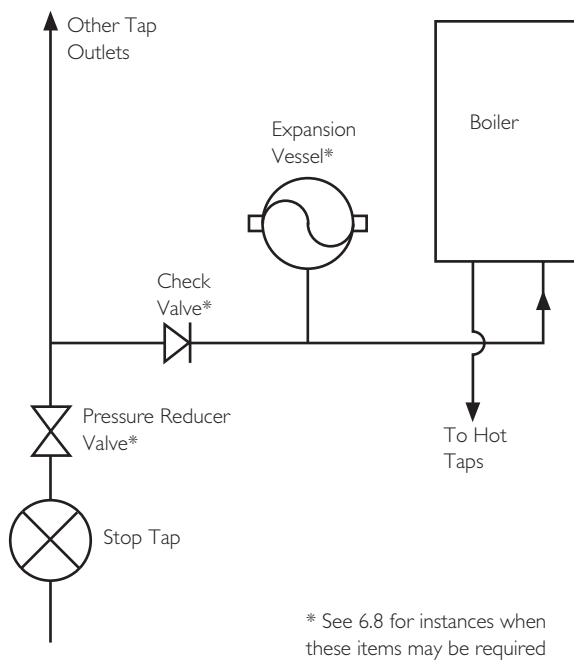 Other Tap
Outlets
Boiler
Expansion
Vessel*
Check
Valve*
Pressure Reducer
Valve*
To Hot
Taps
Stop Tap
* See 6.8 for instances when
these items may be required